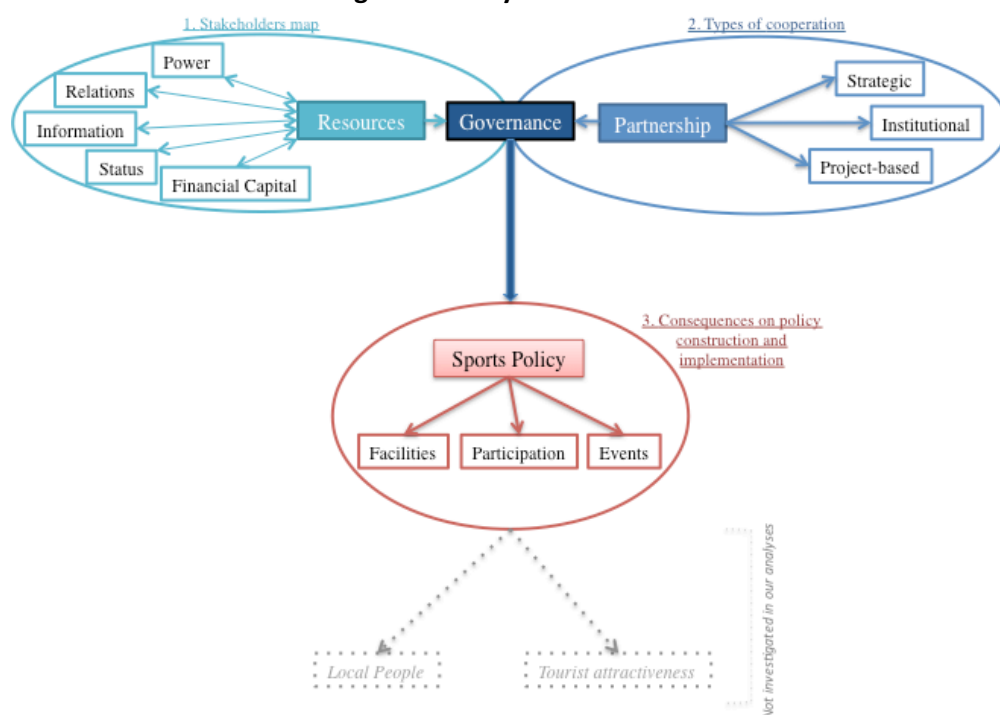 1. Stakeholders map
2. Types of cooperation
Power
Relations
Information
Status
Financial Capital
Resources
Governance
Partnership
Strategic
Institutional
Project-based
3. Consequences on policy
construction and
implementation
Sports Policy
Facilities
Participation
Events
Not investigated in our analyses
Local People
Tourist attractiveness